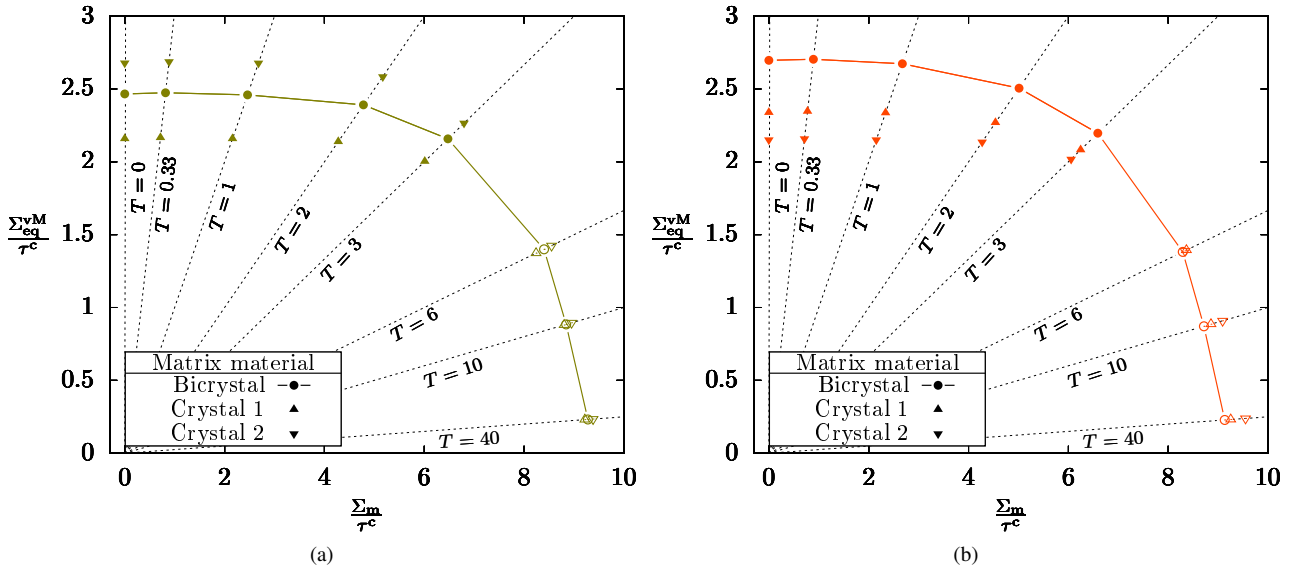 3
2.5
2
1.5
1
0.5
0
Σ_eq^vM / τ^c
T = 0
T = 0.33
T = 1
T = 2
T = 3
T = 6
T = 10
T = 40
Matrix material
Bicrystal
Crystal 1
Crystal 2
0 2 4 6 8 10
Σ_m / τ^c
(a)
3
2.5
2
1.5
1
0.5
0
Σ_eq^vM / τ^c
T = 0
T = 0.33
T = 1
T = 2
T = 3
T = 6
T = 10
T = 40
Matrix material
Bicrystal
Crystal 1
Crystal 2
0 2 4 6 8 10
Σ_m / τ^c
(b)